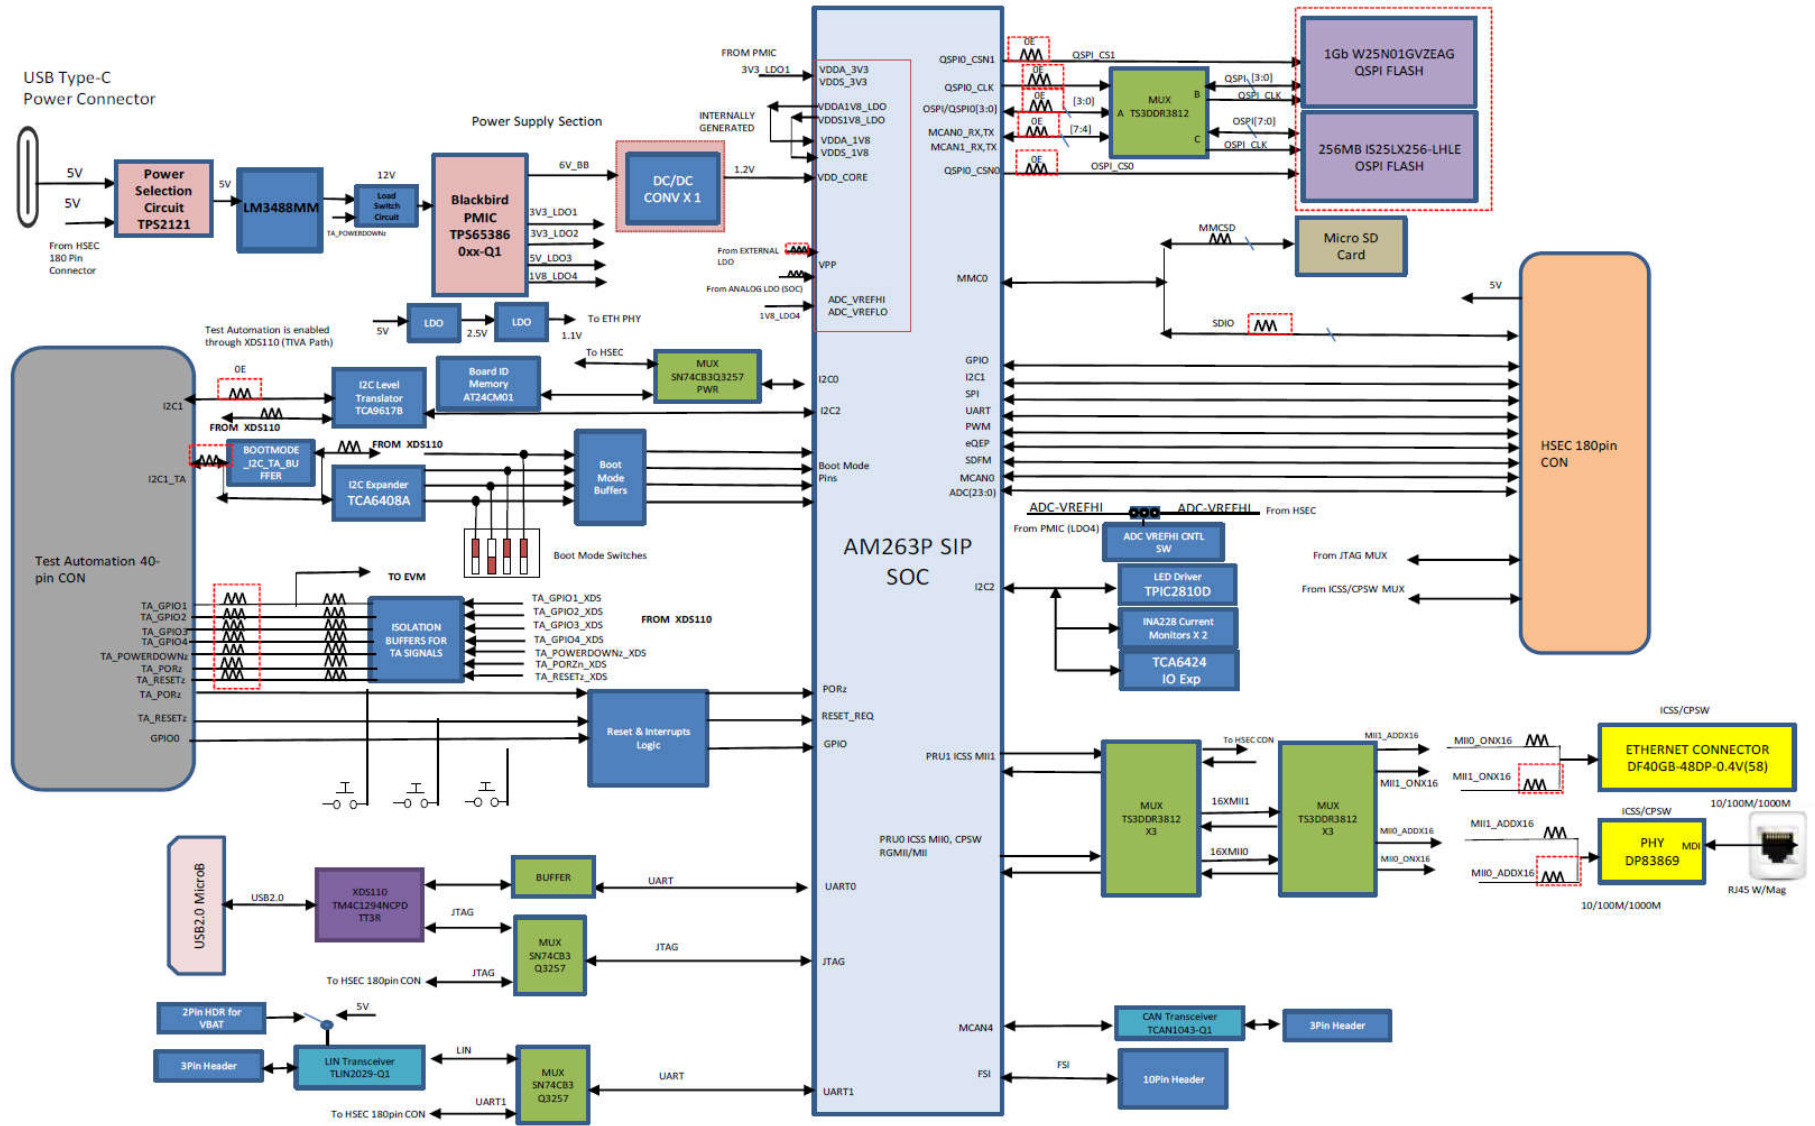 USB Type-C
Power Connector
5V
5V
From HSEC
180 Pin
Connector
Power
Selection
Circuit
TPS2121
5V
LM3488MM
12V
Load
Switch
Circuit
TA_POWERDOWNz
Power Supply Section
Blackbird
PMIC
TPS65386
0xx-Q1
6V_BB
3V3_LDO1
3V3_LDO2
5V_LDO3
1V8_LDO4
DC/DC
CONV X 1
1.2V
FROM PMIC
3V3_LDO1
INTERNALLY
GENERATED
VDDA_3V3
VDDS_3V3
VDDA1V8_LDO
VDDS1V8_LDO
VDDA_1V8
VDDS_1V8
VDD_CORE
From EXTERNAL
LDO
VPP
From ANALOG LDO (SOC)
1V8_LDO4
ADC_VREFHI
ADC_VREFLO
5V
LDO
2.5V
LDO
1.1V
To ETH PHY
Test Automation is enabled
through XDS110 (TIVA Path)
0E
I2C1
FROM XDS110
I2C Level
Translator
TCA9617B
Board ID
Memory
AT24CM01
To HSEC
MUX
SN74CB3Q3257
PWR
I2C0
I2C2
BOOTMODE
_I2C_TA_BU
FFER
FROM XDS110
I2C1_TA
I2C Expander
TCA6408A
Boot
Mode
Buffers
Boot Mode
Pins
Boot Mode Switches
Test Automation 40-
pin CON
TO EVM
TA_GPIO1
TA_GPIO2
TA_GPIO3
TA_GPIO4
TA_POWERDOWNz
TA_PORz
TA_RESETz
TA_PORz
TA_RESETz
GPIO0
ISOLATION
BUFFERS FOR
TA SIGNALS
TA_GPIO1_XDS
TA_GPIO2_XDS
TA_GPIO3_XDS
TA_GPIO4_XDS
TA_POWERDOWNz_XDS
TA_PORZn_XDS
TA_RESETz_XDS
FROM XDS110
Reset & Interrupts
Logic
PORz
RESET_REQ
GPIO
AM263P SIP
SOC
USB2.0 MicroB
USB2.0
XDS110
TM4C1294NCPD
TT3R
BUFFER
UART
UART0
JTAG
MUX
SN74CB3
Q3257
JTAG
JTAG
To HSEC 180pin CON
JTAG
2Pin HDR for
VBAT
5V
3Pin Header
LIN Transceiver
TLIN2029-Q1
LIN
MUX
SN74CB3
Q3257
UART
UART1
UART1
To HSEC 180pin CON
QSPI0_CSN1
QSPI0_CLK
OSPI/QSPI0[3:0]
MCAN0_RX,TX
MCAN1_RX,TX
QSPI0_CSN0
0E
0E
0E
0E
0E
QSPI_CS1
[3:0]
[7:4]
OSPI_CS0
MUX
A TS3DDR3812
B
C
QSPI_[3:0]
QSPI_CLK
OSPI[7:0]
OSPI_CLK
1Gb W25N01GVZEAG
QSPI FLASH
256MB IS25LX256-LHLE
OSPI FLASH
MMC0
MMCSD
Micro SD
Card
SDIO
5V
HSEC 180pin
CON
GPIO
I2C1
SPI
UART
PWM
eQEP
SDFM
MCAN0
ADC(23:0)
ADC-VREFHI
ADC-VREFHI
From HSEC
From PMIC (LDO4)
ADC VREFHI CNTL
SW
From JTAG MUX
From ICSS/CPSW MUX
I2C2
LED Driver
TPIC2810D
INA228 Current
Monitors X 2
TCA6424
IO Exp
PRU1 ICSS MII1
PRU0 ICSS MII0, CPSW
RGMII/MII
MUX
TS3DDR3812
X3
To HSEC CON
16XMII1
16XMII0
MUX
TS3DDR3812
X3
MII1_ADDX16
MII1_ONX16
MII0_ADDX16
MII0_ONX16
MII0_ONX16
MII1_ONX16
MII1_ADDX16
MII0_ADDX16
ICSS/CPSW
ETHERNET CONNECTOR
DF40GB-48DP-0.4V(58)
10/100M/1000M
ICSS/CPSW
PHY
DP83869
MDI
10/100M/1000M
RJ45 W/Mag
MCAN4
CAN Transceiver
TCAN1043-Q1
3Pin Header
FSI
FSI
10Pin Header